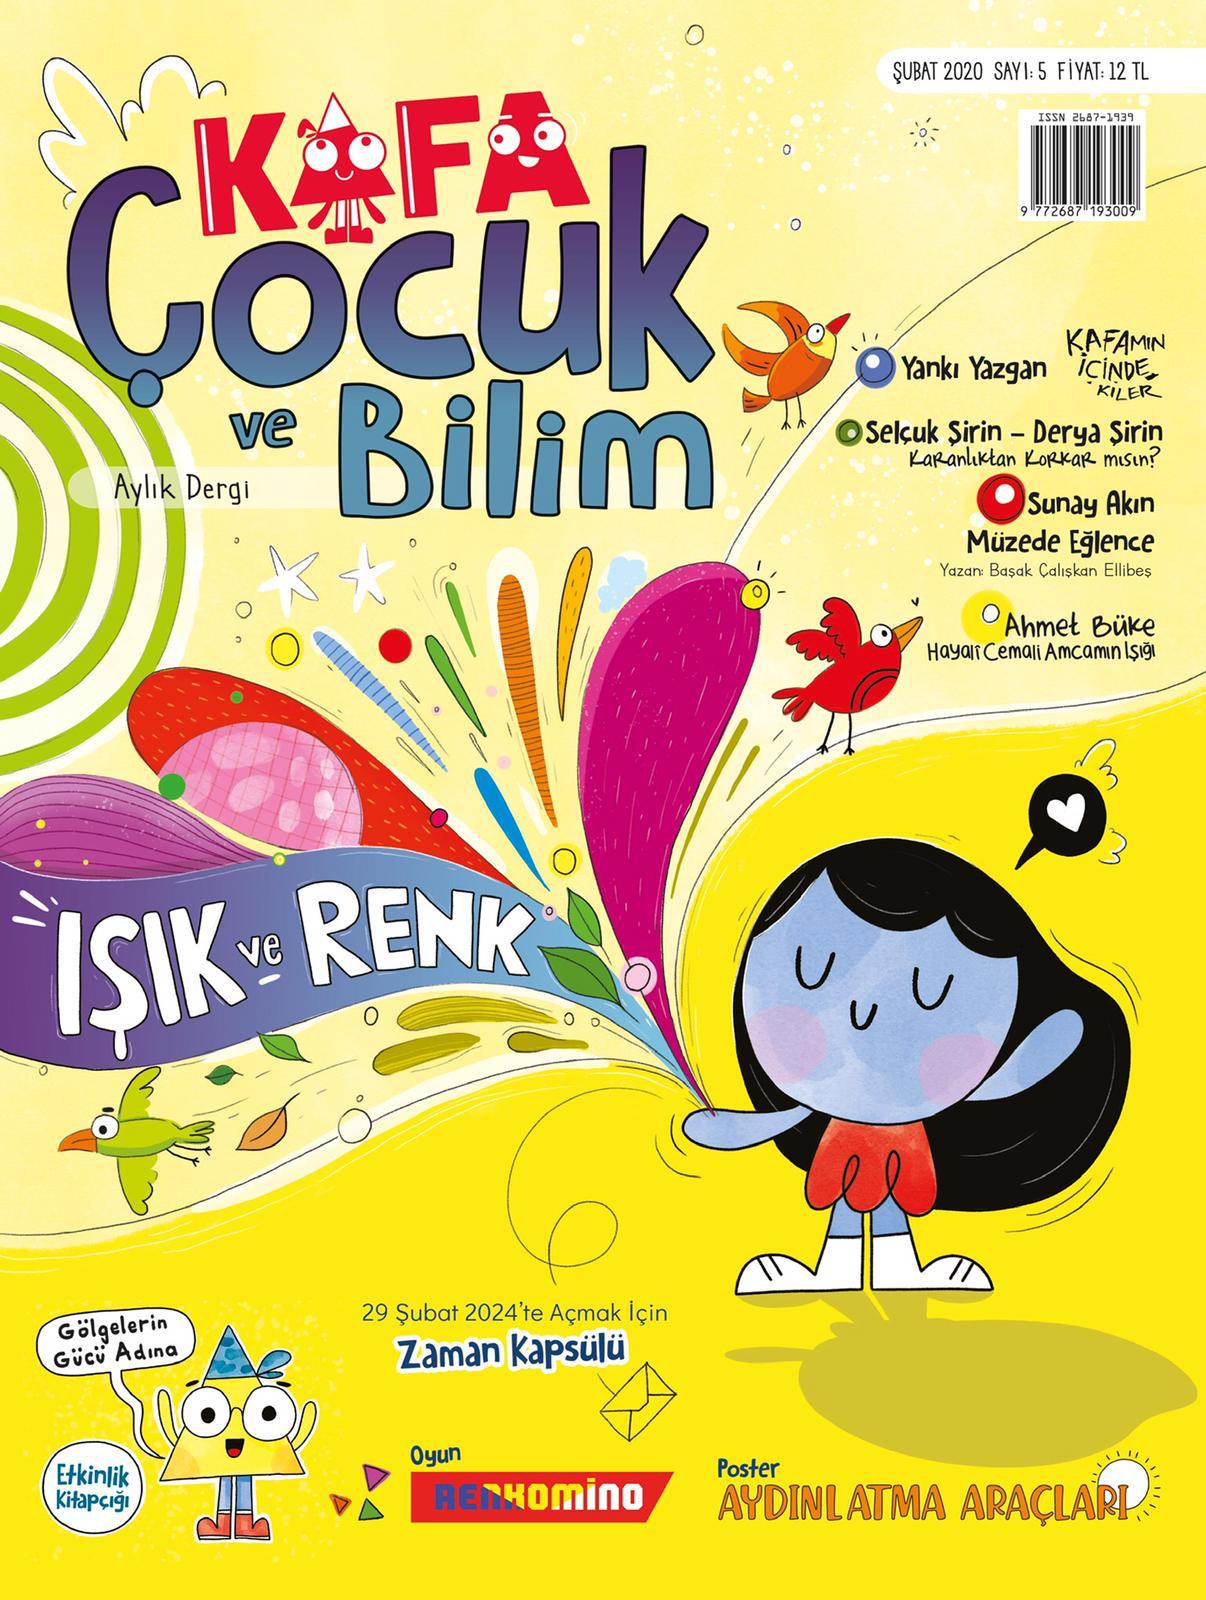 ŞUBAT 2020 SAYI: 5 FİYAT: 12 TL
ISSN 2687-1939
9 772687 193009
KAFA
Çocuk
ve Bilim
Aylık Dergi
Yankı Yazgan
KAFAMIN
İÇİNDE
KİLER
Selçuk Şirin – Derya Şirin
Karanlıktan Korkar mısın?
Sunay Akın
Müzede Eğlence
Yazan: Başak Çalışkan Ellibeş
Ahmet Büke
Hayali Cemali Amcamın Işığı
IŞIK ve RENK
Gölgelerin
Gücü Adına
Etkinlik
Kitapçığı
29 Şubat 2024'te Açmak İçin
Zaman Kapsülü
Oyun
RENKOMİNO
Poster
AYDINLATMA ARAÇLARI